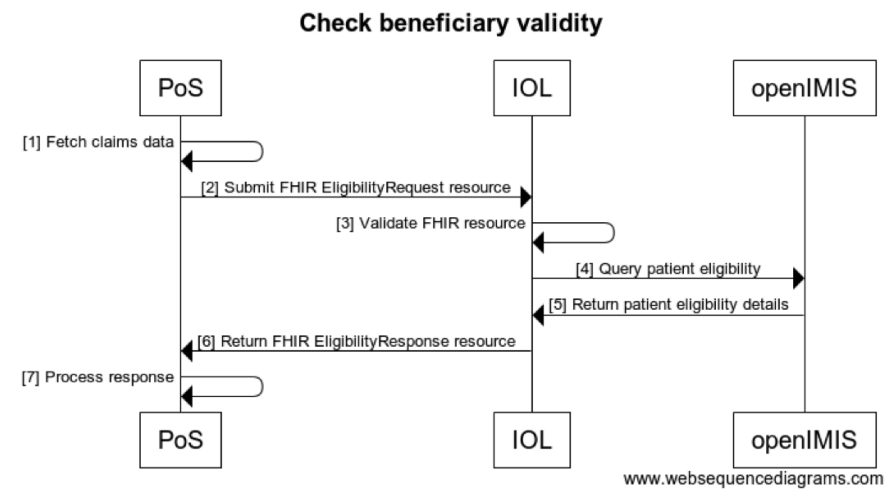 Check beneficiary validity
PoS
IOL
openIMIS
[1] Fetch claims data
[2] Submit FHIR EligibilityRequest resource
[3] Validate FHIR resource
[4] Query patient eligibility
[5] Return patient eligibility details
[6] Return FHIR EligibilityResponse resource
[7] Process response
PoS
IOL
openIMIS
www.websequencediagrams.com